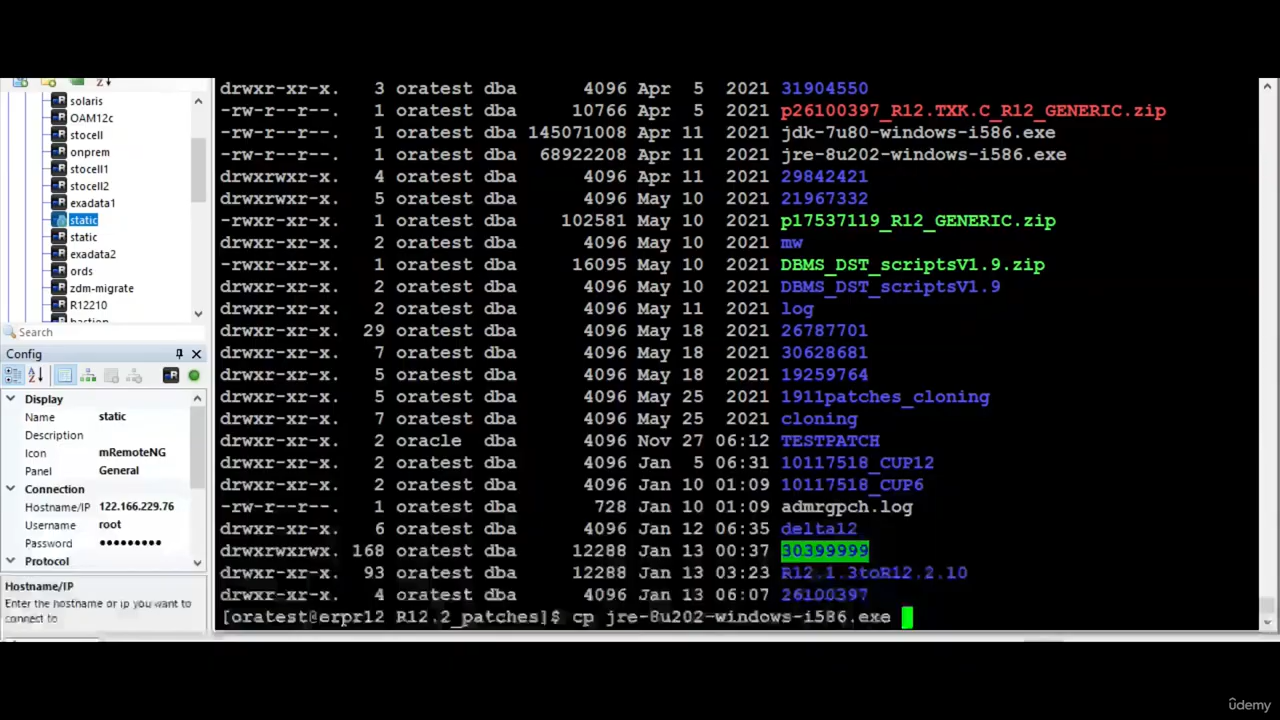 solaris
OAM12c
stocell
onprem
stocell1
stocell2
exadata1
static
static
exadata2
ords
zdm-migrate
R12210
Search
Config
Display
Name static
Description
Icon mRemoteNG
Panel General
Connection
Hostname/IP 122.166.229.76
Username root
Password ●●●●●●●●●
Protocol
Hostname/IP
Enter the hostname or ip you want to
connect to
drwxr-xr-x. 3 oratest dba 4096 Apr 5 2021 31904550
-rw-r--r--. 1 oratest dba 10766 Apr 5 2021 p26100397_R12.TXK.C_R12_GENERIC.zip
-rw-r--r--. 1 oratest dba 145071008 Apr 11 2021 jdk-7u80-windows-i586.exe
-rw-r--r--. 1 oratest dba 68922208 Apr 11 2021 jre-8u202-windows-i586.exe
drwxrwxr-x. 4 oratest dba 4096 Apr 11 2021 29842421
drwxrwxr-x. 5 oratest dba 4096 May 10 2021 21967332
-rwxr-xr-x. 1 oratest dba 102581 May 10 2021 p17537119_R12_GENERIC.zip
drwxr-xr-x. 2 oratest dba 4096 May 10 2021 mw
-rwxr-xr-x. 1 oratest dba 16095 May 10 2021 DBMS_DST_scriptsV1.9.zip
drwxr-xr-x. 2 oratest dba 4096 May 10 2021 DBMS_DST_scriptsV1.9
drwxr-xr-x. 2 oratest dba 4096 May 11 2021 log
drwxr-xr-x. 29 oratest dba 4096 May 18 2021 26787701
drwxr-xr-x. 7 oratest dba 4096 May 18 2021 30628681
drwxr-xr-x. 5 oratest dba 4096 May 18 2021 19259764
drwxr-xr-x. 5 oratest dba 4096 May 25 2021 1911patches_cloning
drwxr-xr-x. 7 oratest dba 4096 May 25 2021 cloning
drwxr-xr-x. 2 oracle dba 4096 Nov 27 06:12 TESTPATCH
drwxr-xr-x. 2 oratest dba 4096 Jan 5 06:31 10117518_CUP12
drwxr-xr-x. 2 oratest dba 4096 Jan 10 01:09 10117518_CUP6
-rw-r--r--. 1 oratest dba 728 Jan 10 01:09 admrgpch.log
drwxr-xr-x. 6 oratest dba 4096 Jan 12 06:35 delta12
drwxrwxrwx. 168 oratest dba 12288 Jan 13 00:37 30399999
drwxr-xr-x. 93 oratest dba 12288 Jan 13 03:23 R12.1.3toR12.2.10
drwxr-xr-x. 4 oratest dba 4096 Jan 13 06:07 26100397
[oratest@erpr12 R12.2_patches]$ cp jre-8u202-windows-i586.exe
ûdemy